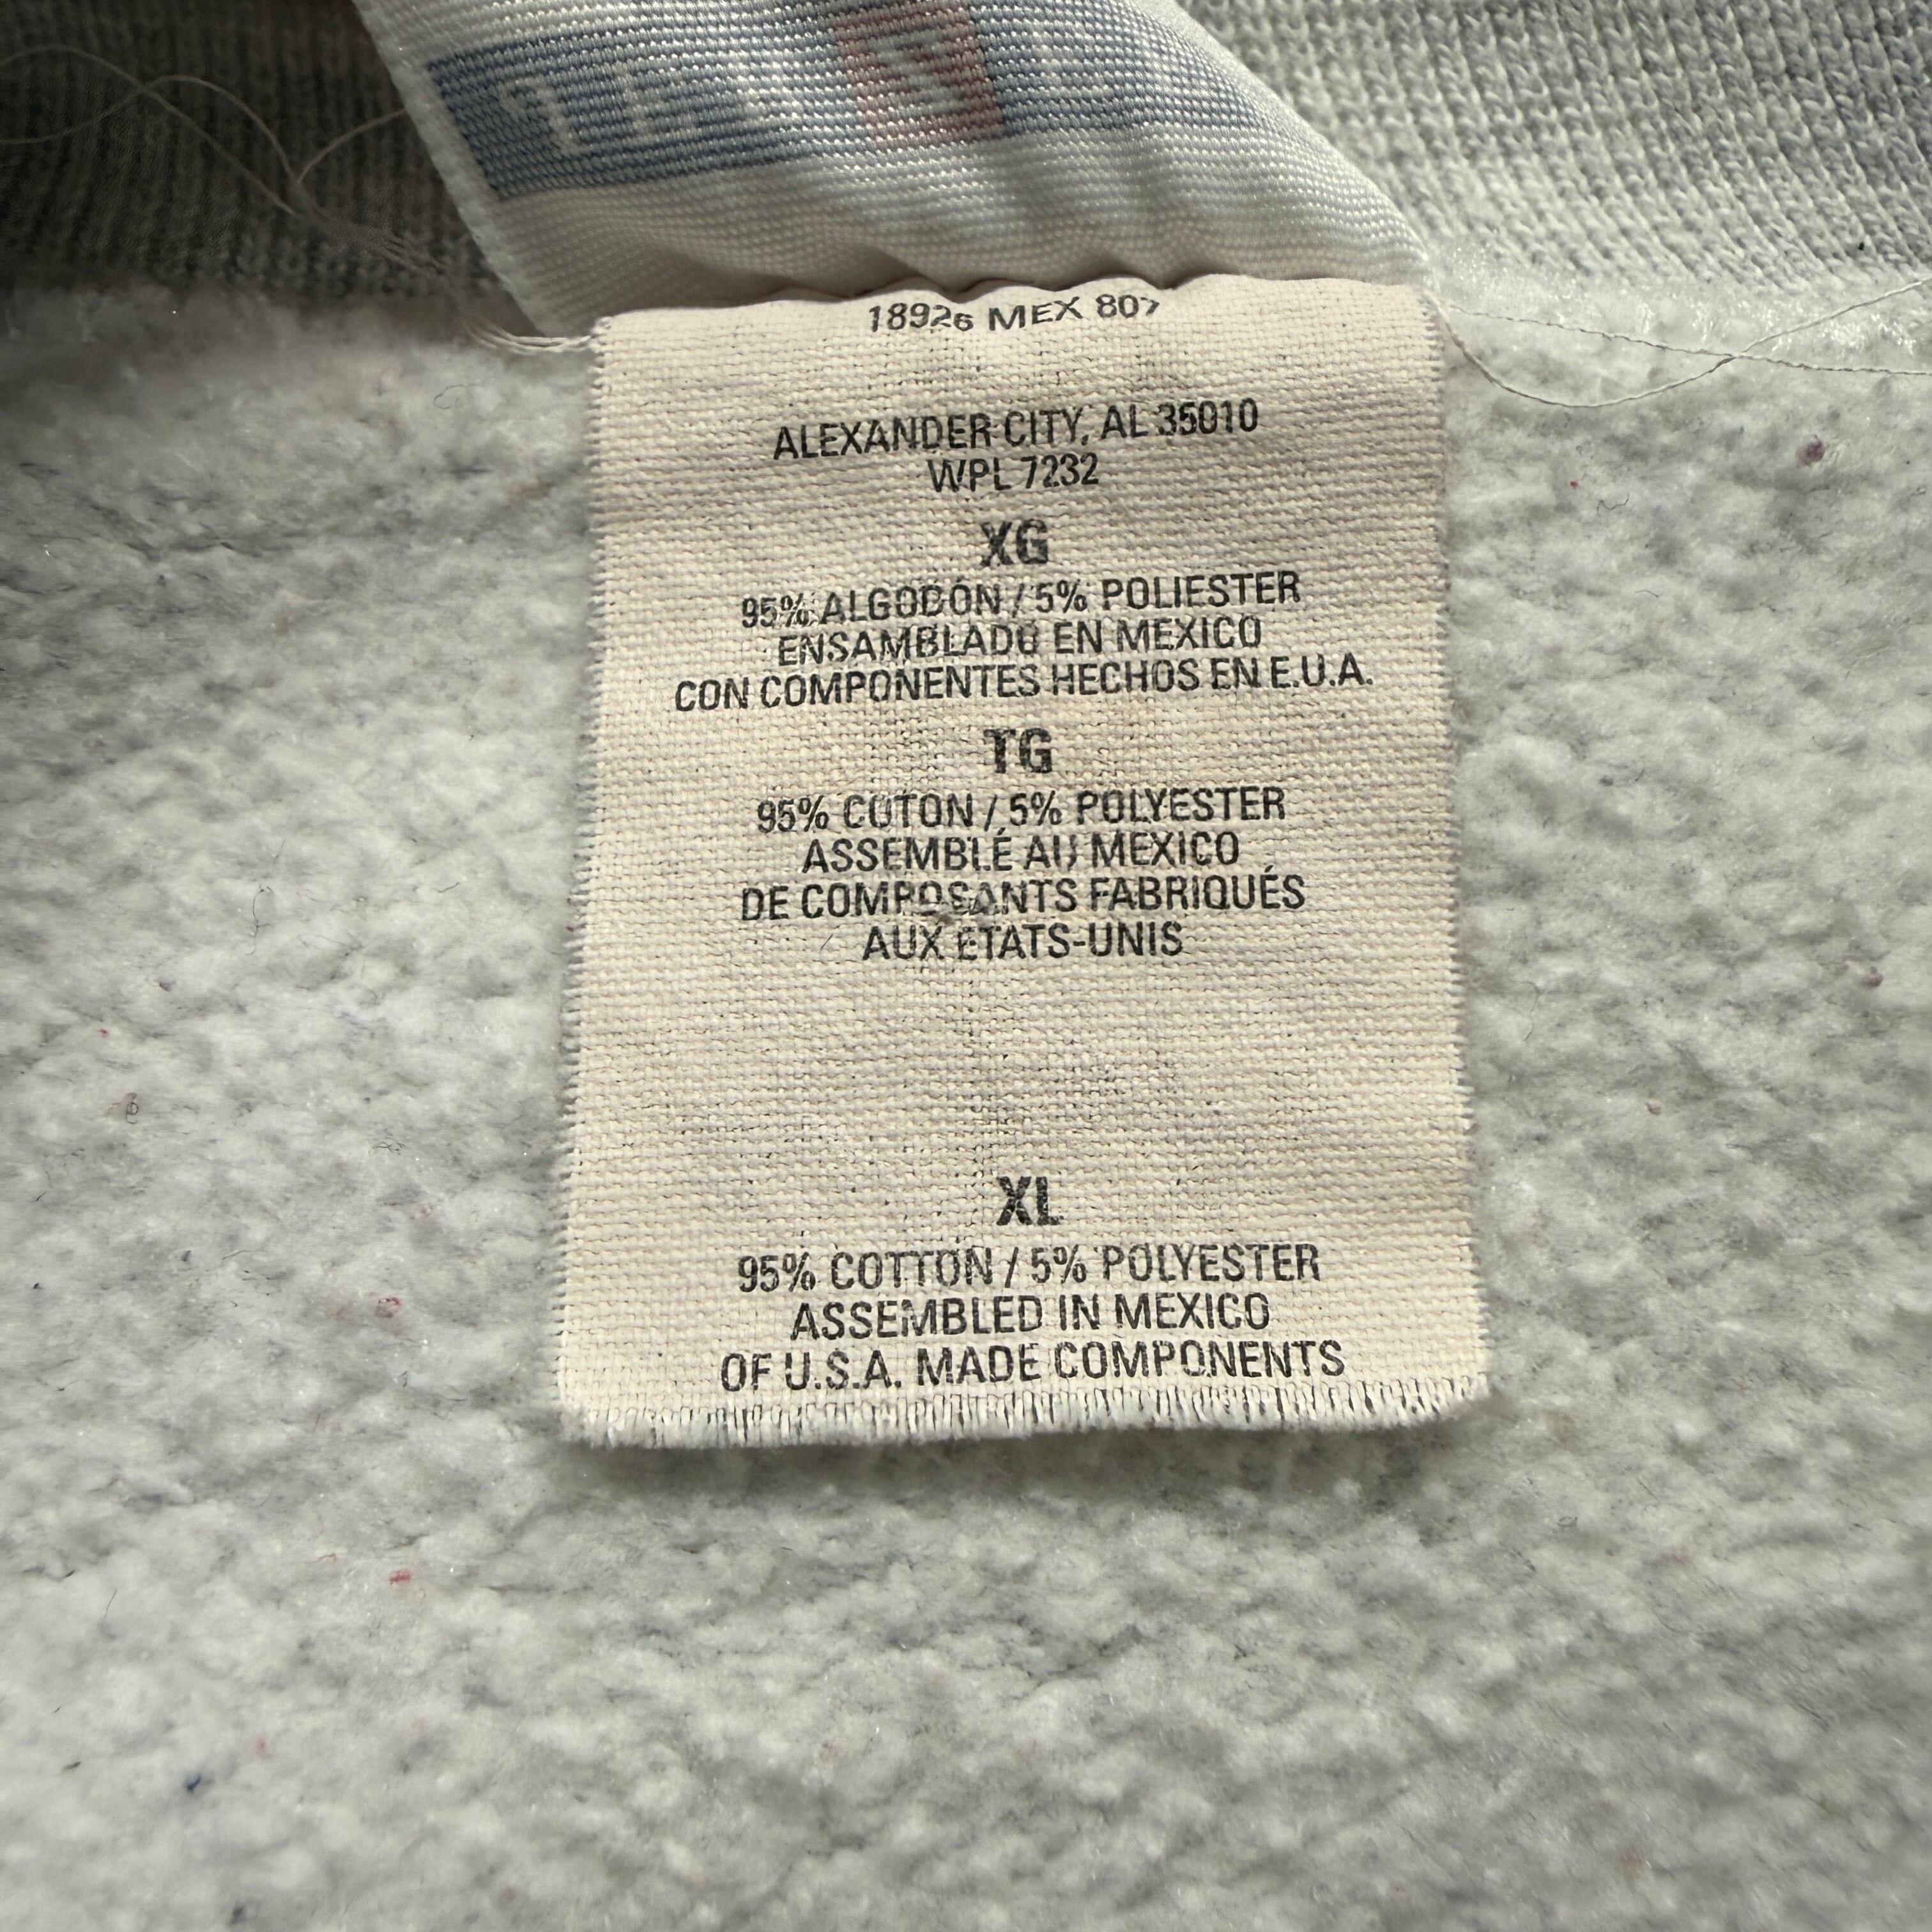 18926 MEX 807
ALEXANDER CITY, AL 35010
WPL 7232
XG
95% ALGODÓN / 5% POLIESTER
ENSAMBLADO EN MEXICO
CON COMPONENTES HECHOS EN E.U.A.
TG
95% COTON / 5% POLYESTER
ASSEMBLÉ AU MEXICO
DE COMPOSANTS FABRIQUÉS
AUX ETATS-UNIS
XL
95% COTTON / 5% POLYESTER
ASSEMBLED IN MEXICO
OF U.S.A. MADE COMPONENTS